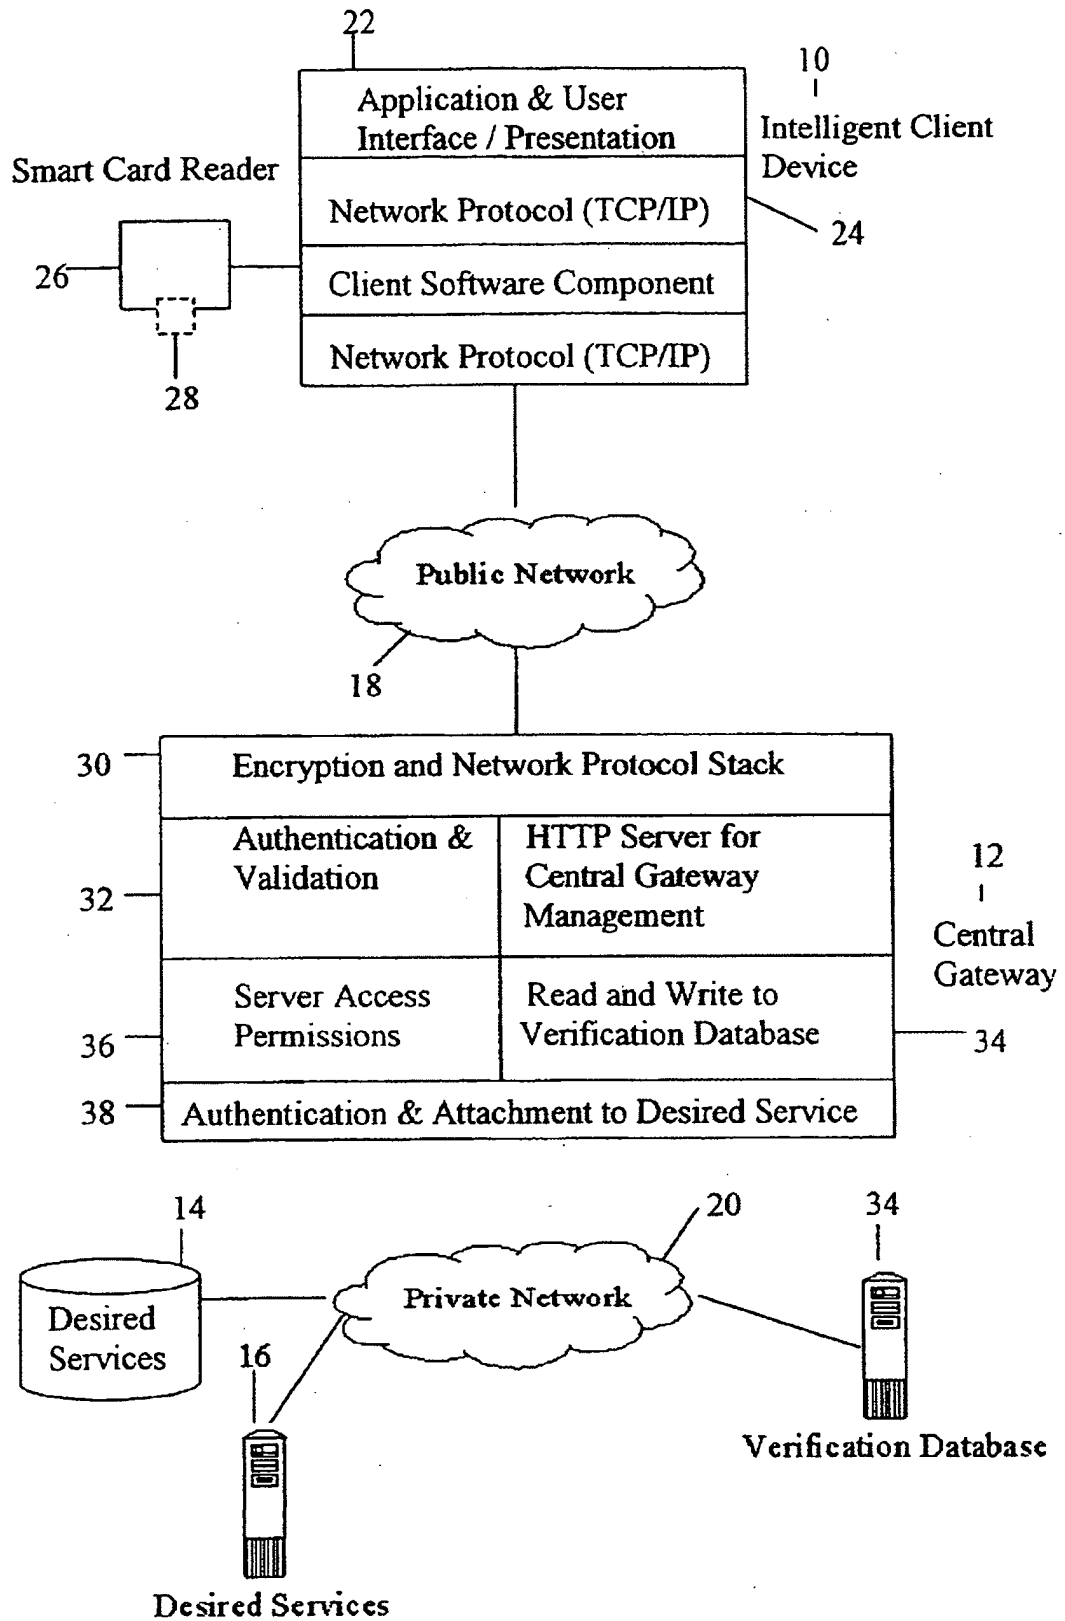 22
10
Application & User
Interface / Presentation
Intelligent Client
Device
Smart Card Reader
Network Protocol (TCP/IP)
24
26
Client Software Component
28
Network Protocol (TCP/IP)
Public Network
18
30
Encryption and Network Protocol Stack
Authentication &
Validation
HTTP Server for
Central Gateway
Management
32
12
Central
Gateway
Server Access
Permissions
Read and Write to
Verification Database
36
34
38
Authentication & Attachment to Desired Service
14
20
34
Desired
Services
Private Network
16
Verification Database
Desired Services